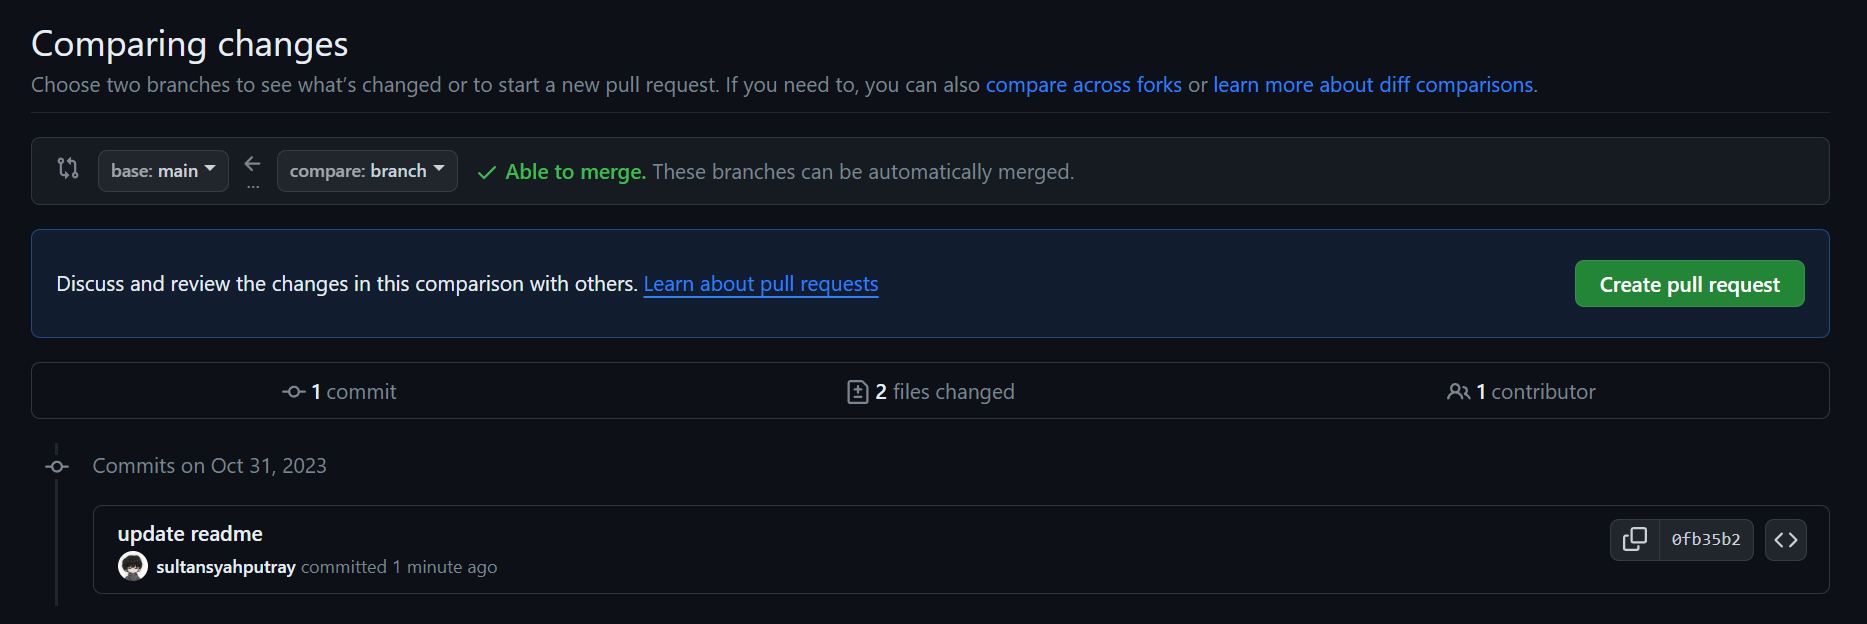 Comparing changes
Choose two branches to see what’s changed or to start a new pull request. If you need to, you can also compare across forks or learn more about diff comparisons.
base: main ... compare: branch Able to merge. These branches can be automatically merged.
Discuss and review the changes in this comparison with others. Learn about pull requests Create pull request
1 commit 2 files changed 1 contributor
Commits on Oct 31, 2023
update readme
0fb35b2
sultansyahputray committed 1 minute ago